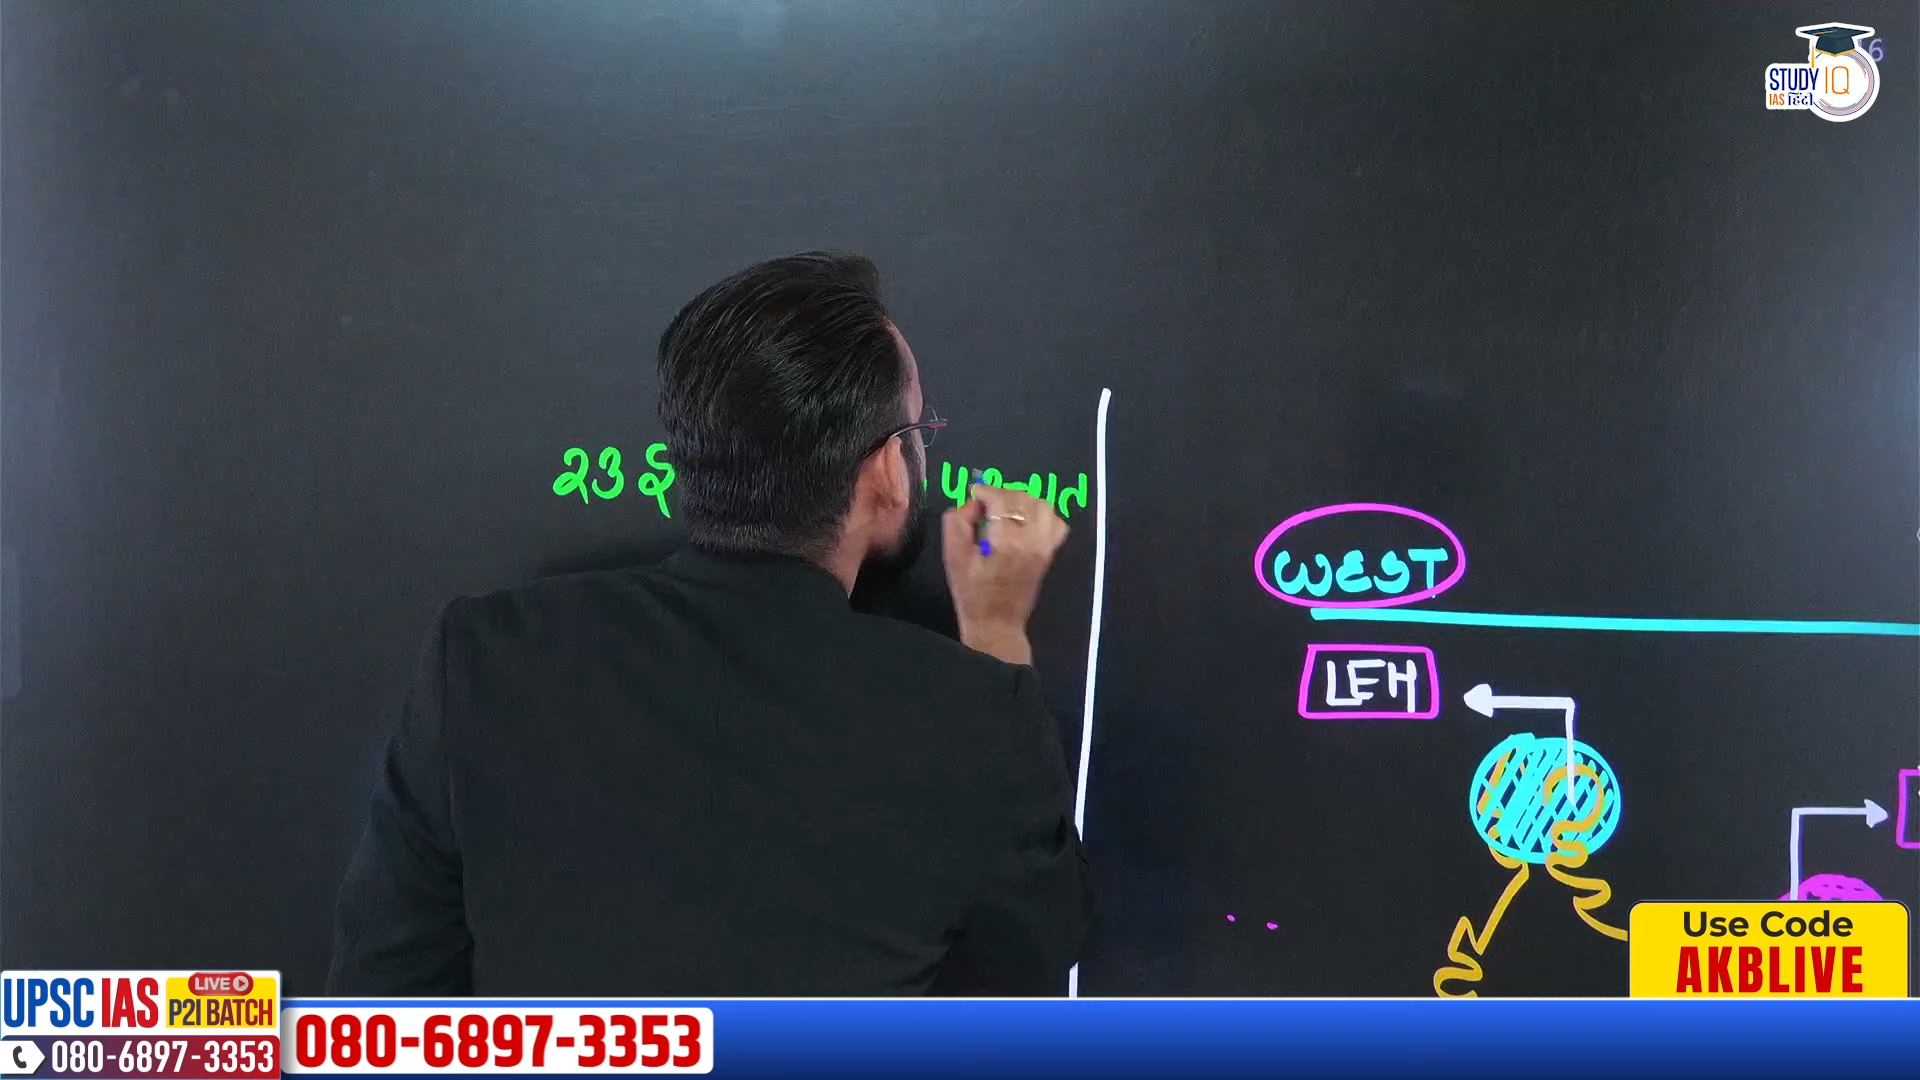 STUDY IQ
IAS हिंदी
6
23
WEST
LEH
Use Code
AKBLIVE
UPSC IAS
LIVE
P2I BATCH
080-6897-3353
080-6897-3353